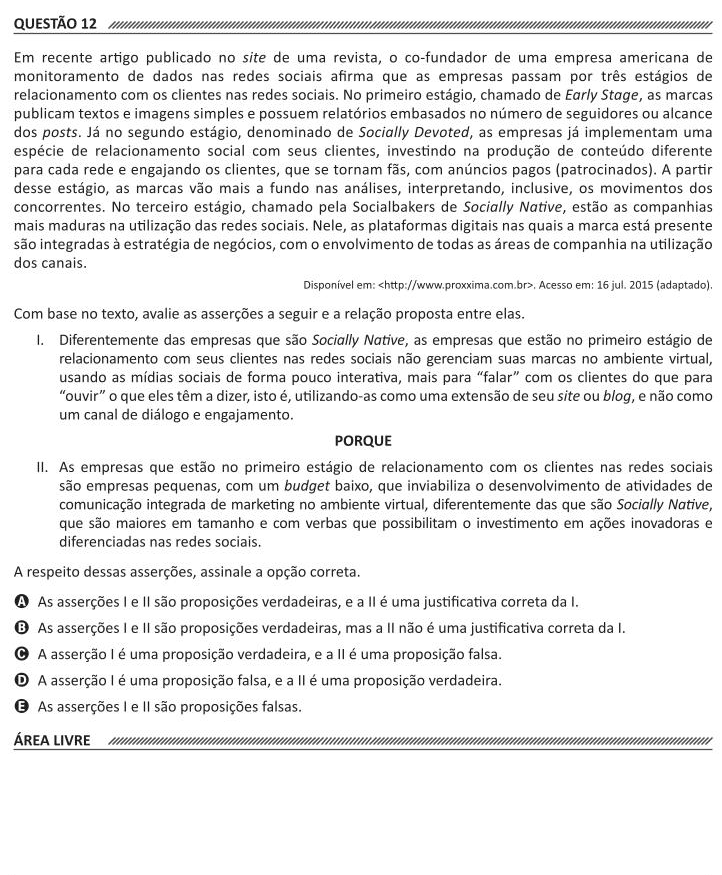 QUESTÃO 12
Em recente artigo publicado no site de uma revista, o co-fundador de uma empresa americana de
monitoramento de dados nas redes sociais afirma que as empresas passam por três estágios de
relacionamento com os clientes nas redes sociais. No primeiro estágio, chamado de Early Stage, as marcas
publicam textos e imagens simples e possuem relatórios embasados no número de seguidores ou alcance
dos posts. Já no segundo estágio, denominado de Socially Devoted, as empresas já implementam uma
espécie de relacionamento social com seus clientes, investindo na produção de conteúdo diferente
para cada rede e engajando os clientes, que se tornam fãs, com anúncios pagos (patrocinados). A partir
desse estágio, as marcas vão mais a fundo nas análises, interpretando, inclusive, os movimentos dos
concorrentes. No terceiro estágio, chamado pela Socialbakers de Socially Native, estão as companhias
mais maduras na utilização das redes sociais. Nele, as plataformas digitais nas quais a marca está presente
são integradas à estratégia de negócios, com o envolvimento de todas as áreas de companhia na utilização
dos canais.
Disponível em: <http://www.proxxima.com.br>. Acesso em: 16 jul. 2015 (adaptado).
Com base no texto, avalie as asserções a seguir e a relação proposta entre elas.
I. Diferentemente das empresas que são Socially Native, as empresas que estão no primeiro estágio de
relacionamento com seus clientes nas redes sociais não gerenciam suas marcas no ambiente virtual,
usando as mídias sociais de forma pouco interativa, mais para “falar” com os clientes do que para
“ouvir” o que eles têm a dizer, isto é, utilizando-as como uma extensão de seu site ou blog, e não como
um canal de diálogo e engajamento.
PORQUE
II. As empresas que estão no primeiro estágio de relacionamento com os clientes nas redes sociais
são empresas pequenas, com um budget baixo, que inviabiliza o desenvolvimento de atividades de
comunicação integrada de marketing no ambiente virtual, diferentemente das que são Socially Native,
que são maiores em tamanho e com verbas que possibilitam o investimento em ações inovadoras e
diferenciadas nas redes sociais.
A respeito dessas asserções, assinale a opção correta.
A As asserções I e II são proposições verdadeiras, e a II é uma justificativa correta da I.
B As asserções I e II são proposições verdadeiras, mas a II não é uma justificativa correta da I.
C A asserção I é uma proposição verdadeira, e a II é uma proposição falsa.
D A asserção I é uma proposição falsa, e a II é uma proposição verdadeira.
E As asserções I e II são proposições falsas.
ÁREA LIVRE